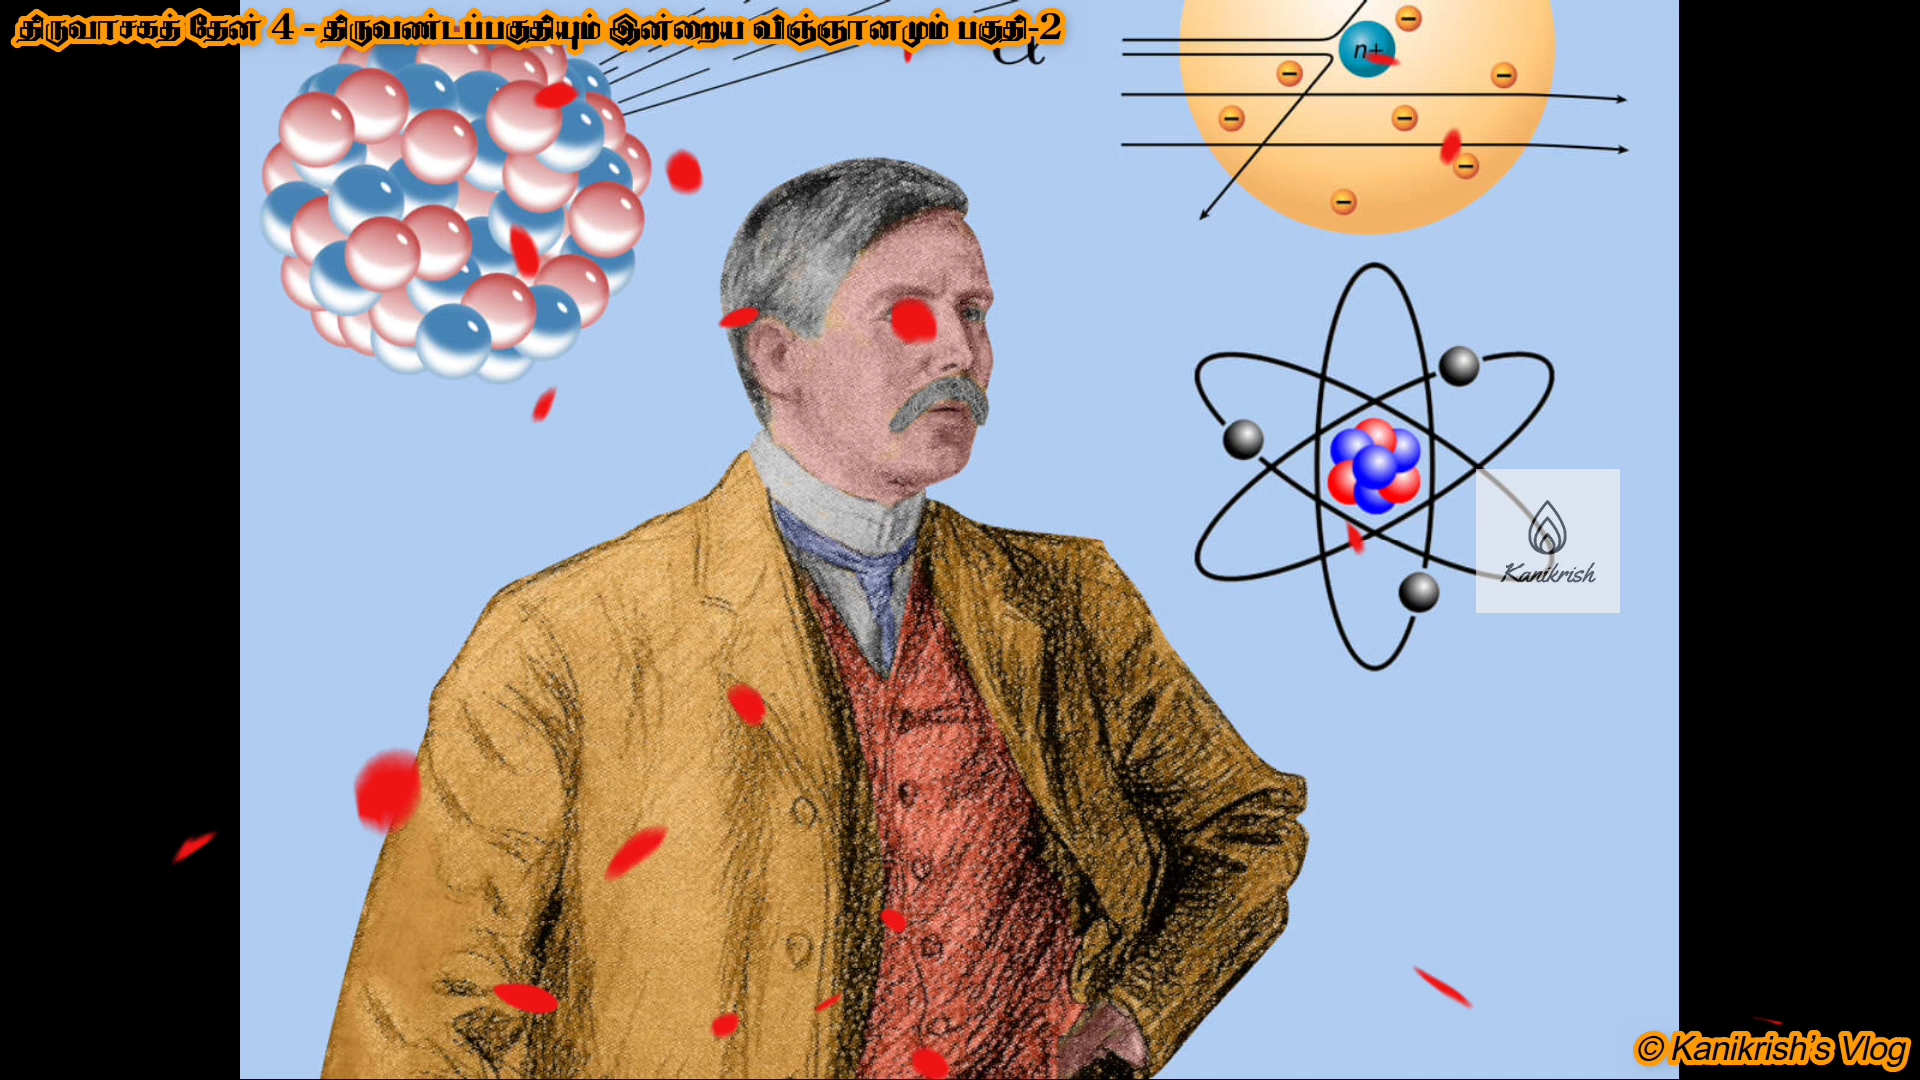 திருவாசகத் தேன் 4 - திருவண்டப்பகுதியும் இன்றைய விஞ்ஞானமும் பகுதி-2
α
n+
Kanikrish
© Kanikrish's Vlog